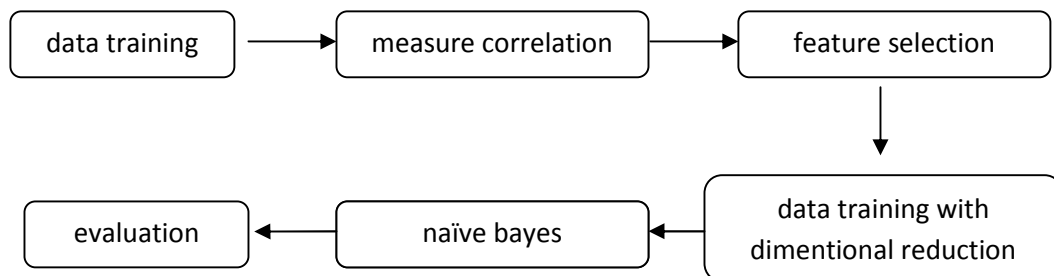 data training
measure correlation
feature selection
data training with
dimentional reduction
naïve bayes
evaluation